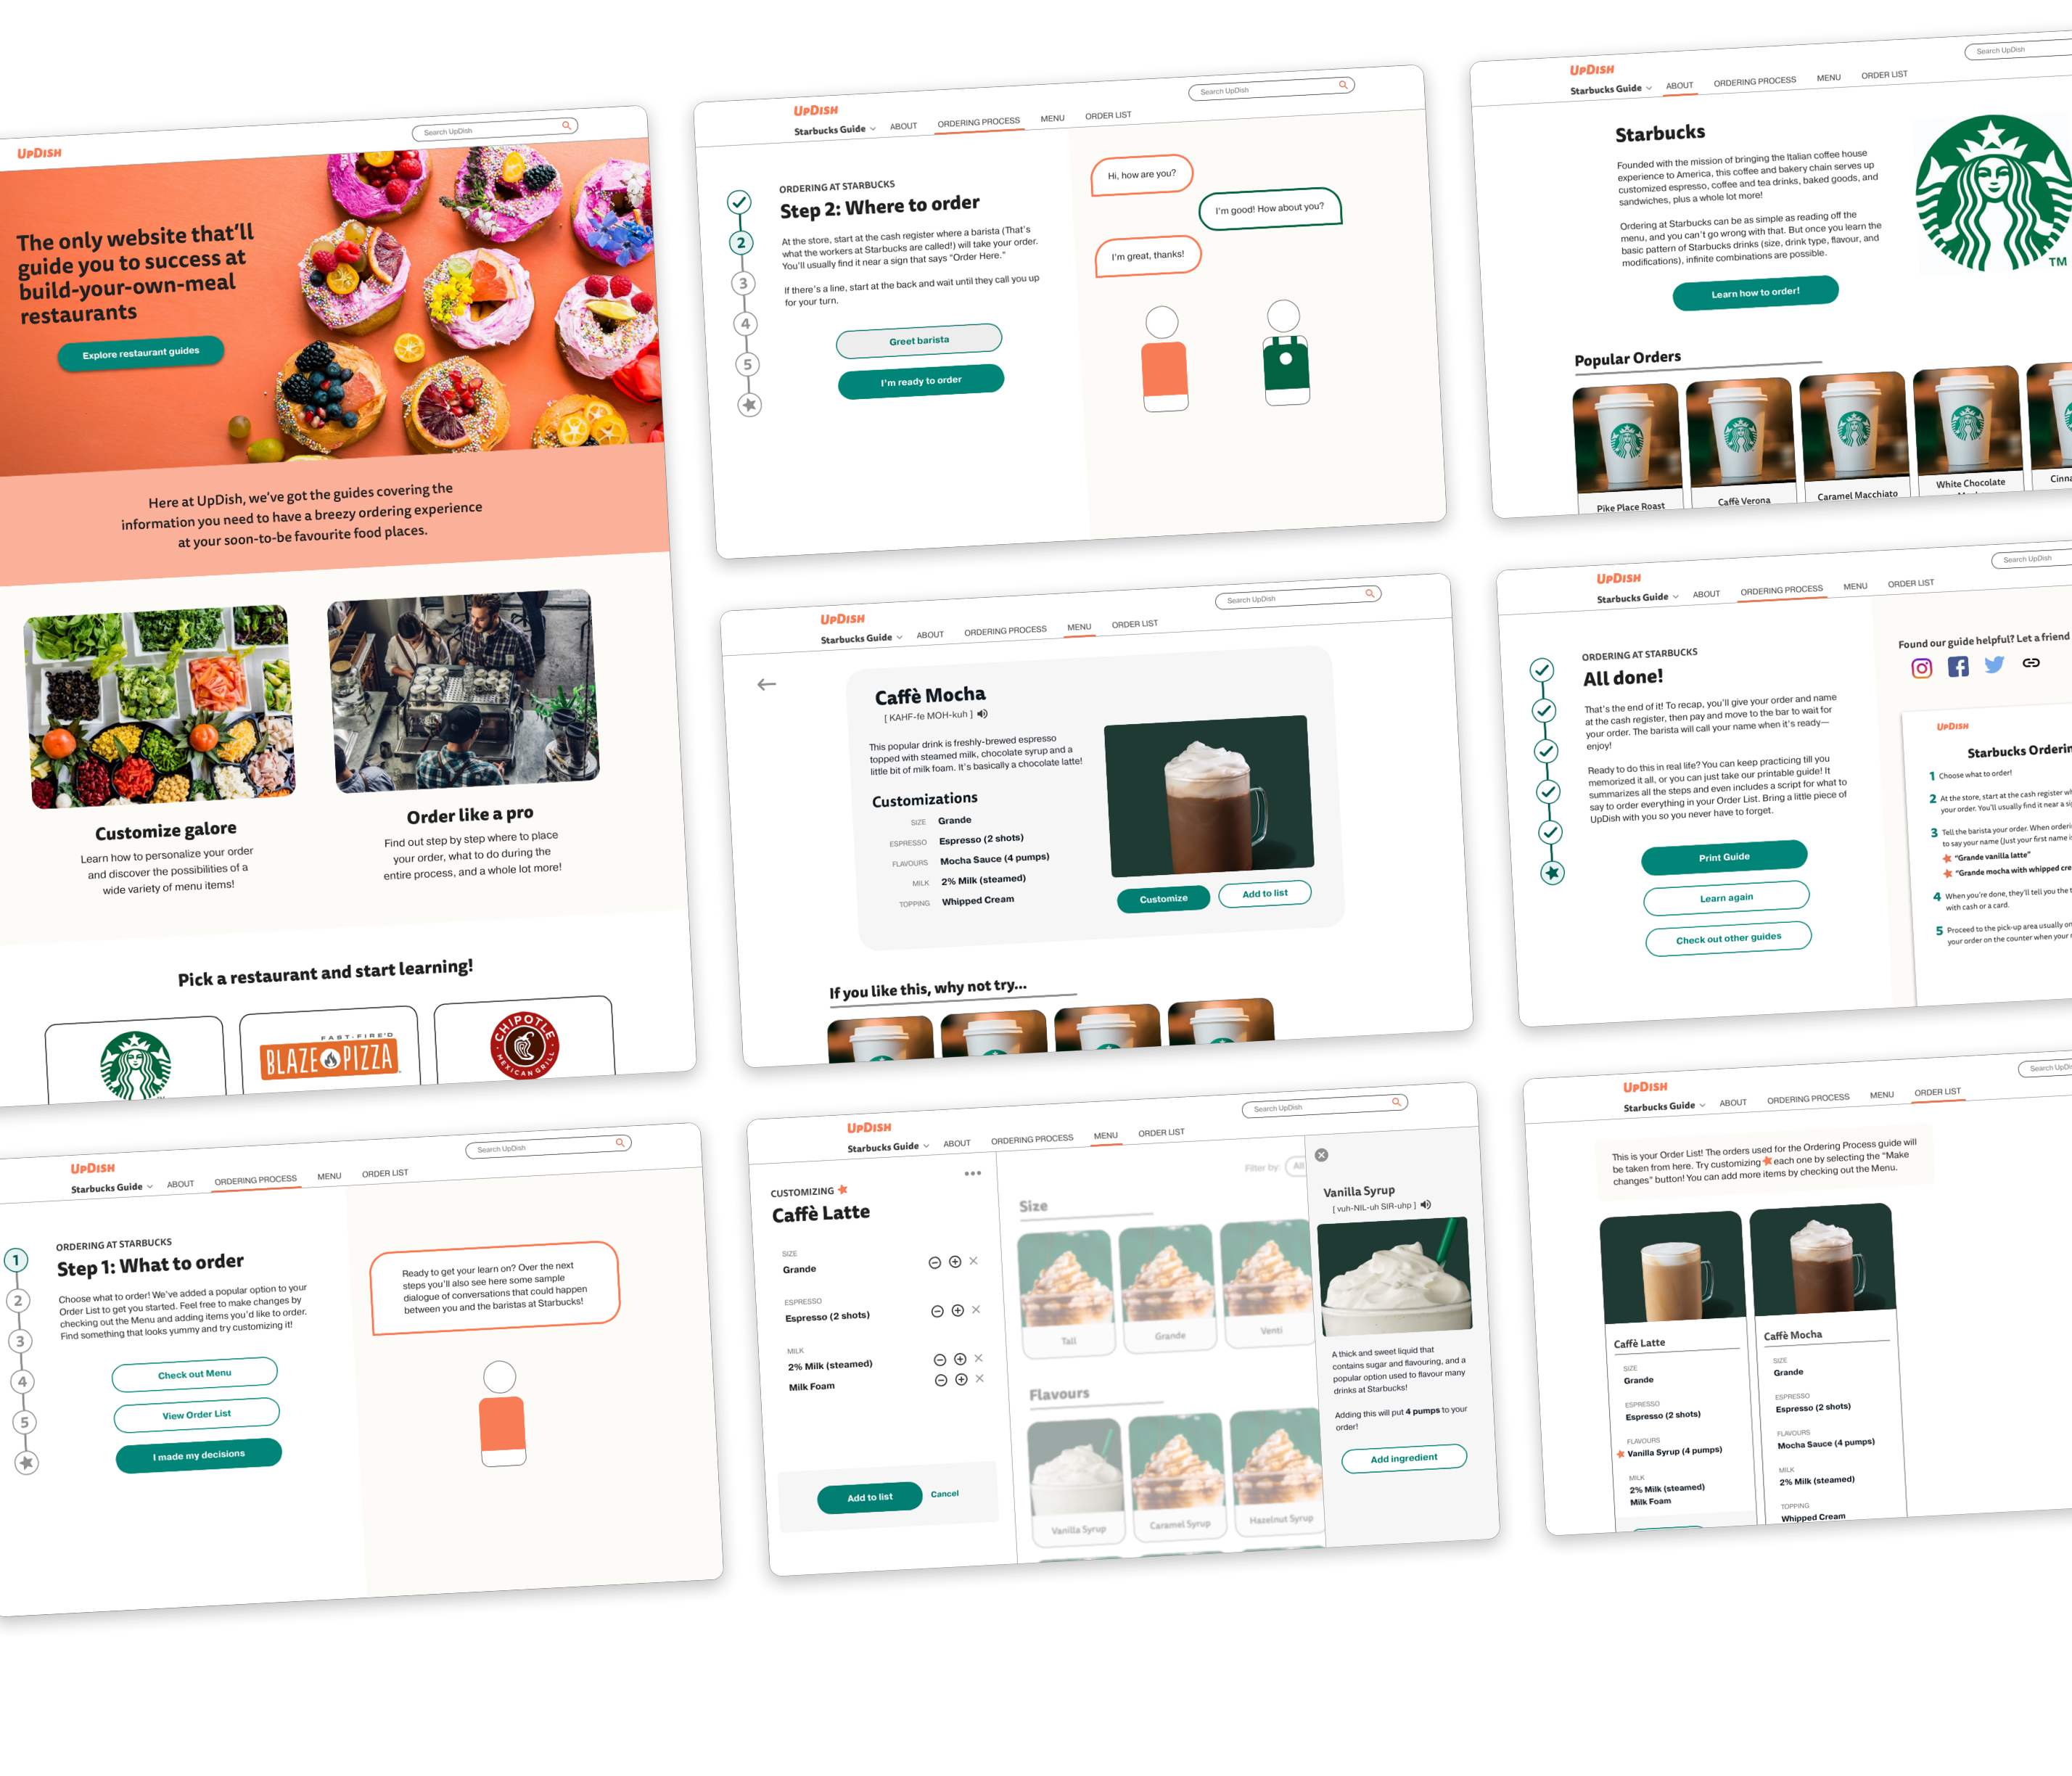 Search UpDish
UPDISH
The only website that'll
guide you to success at
build-your-own-meal
restaurants
Explore restaurant guides
Here at UpDish, we've got the guides covering the
information you need to have a breezy ordering experience
at your soon-to-be favourite food places.
Customize galore
Learn how to personalize your order
and discover the possibilities of a
wide variety of menu items!
Order like a pro
Find out step by step where to place
your order, what to do during the
entire process, and a whole lot more!
Pick a restaurant and start learning!
FAST-FIRE'D
BLAZE PIZZA
CHIPOTLE
MEXICAN GRILL
Search UpDish
UPDISH
Starbucks Guide ABOUT ORDERING PROCESS MENU ORDER LIST
1
2
3
4
5
ORDERING AT STARBUCKS
Step 1: What to order
Choose what to order! We've added a popular option to your
Order List to get you started. Feel free to make changes by
checking out the Menu and adding items you'd like to order.
Find something that looks yummy and try customizing it!
Check out Menu
View Order List
I made my decisions
Ready to get your learn on? Over the next
steps you'll also see here some sample
dialogue of conversations that could happen
between you and the baristas at Starbucks!
Search UpDish
UPDISH
Starbucks Guide ABOUT ORDERING PROCESS MENU ORDER LIST
2
3
4
5
ORDERING AT STARBUCKS
Step 2: Where to order
At the store, start at the cash register where a barista (That's
what the workers at Starbucks are called!) will take your order.
You'll usually find it near a sign that says "Order Here."
If there's a line, start at the back and wait until they call you up
for your turn.
Greet barista
I'm ready to order
Hi, how are you?
I'm good! How about you?
I'm great, thanks!
Search UpDish
UPDISH
Starbucks Guide ABOUT ORDERING PROCESS MENU ORDER LIST
Caffè Mocha
[ KAHF-fe MOH-kuh ]
This popular drink is freshly-brewed espresso
topped with steamed milk, chocolate syrup and a
little bit of milk foam. It's basically a chocolate latte!
Customizations
SIZE Grande
ESPRESSO Espresso (2 shots)
FLAVOURS Mocha Sauce (4 pumps)
MILK 2% Milk (steamed)
TOPPING Whipped Cream
Customize
Add to list
If you like this, why not try...
Search UpDish
UPDISH
Starbucks Guide ABOUT ORDERING PROCESS MENU ORDER LIST
CUSTOMIZING
Caffè Latte
SIZE
Grande
ESPRESSO
Espresso (2 shots)
MILK
2% Milk (steamed)
Milk Foam
Add to list
Cancel
Filter by: All
Size
Tall
Grande
Venti
Flavours
Vanilla Syrup
Caramel Syrup
Hazelnut Syrup
Vanilla Syrup
[ vuh-NIL-uh SIR-uhp ]
A thick and sweet liquid that
contains sugar and flavouring, and a
popular option used to flavour many
drinks at Starbucks!
Adding this will put 4 pumps to your
order!
Add ingredient
Search UpDish
UPDISH
Starbucks Guide ABOUT ORDERING PROCESS MENU ORDER LIST
Starbucks
Founded with the mission of bringing the Italian coffee house
experience to America, this coffee and bakery chain serves up
customized espresso, coffee and tea drinks, baked goods, and
sandwiches, plus a whole lot more!
Ordering at Starbucks can be as simple as reading off the
menu, and you can't go wrong with that. But once you learn the
basic pattern of Starbucks drinks (size, drink type, flavour, and
modifications), infinite combinations are possible.
Learn how to order!
TM
Popular Orders
Pike Place Roast
Caffè Verona
Caramel Macchiato
White Chocolate
Search UpDish
UPDISH
Starbucks Guide ABOUT ORDERING PROCESS MENU ORDER LIST
ORDERING AT STARBUCKS
All done!
That's the end of it! To recap, you'll give your order and name
at the cash register, then pay and move to the bar to wait for
your order. The barista will call your name when it's ready—
enjoy!
Ready to do this in real life? You can keep practicing till you
memorized it all, or you can just take our printable guide! It
summarizes all the steps and even includes a script for what to
say to order everything in your Order List. Bring a little piece of
UpDish with you so you never have to forget.
Print Guide
Learn again
Check out other guides
Found our guide helpful? Let a friend
UPDISH
Starbucks Orderin
1 Choose what to order!
2 At the store, start at the cash register
your order. You'll usually find it near a
3 Tell the barista your order. When
to say your name (Just your first name
"Grande vanilla latte"
"Grande mocha with whipped
4 When you're done, they'll tell you the
with cash or a card.
5 Proceed to the pick-up area usually
your order on the counter when your
Search
UPDISH
Starbucks Guide ABOUT ORDERING PROCESS MENU ORDER LIST
This is your Order List! The orders used for the Ordering Process guide will
be taken from here. Try customizing each one by selecting the "Make
changes" button! You can add more items by checking out the Menu.
Caffè Latte
SIZE
Grande
ESPRESSO
Espresso (2 shots)
FLAVOURS
Vanilla Syrup (4 pumps)
MILK
2% Milk (steamed)
Milk Foam
Caffè Mocha
SIZE
Grande
ESPRESSO
Espresso (2 shots)
FLAVOURS
Mocha Sauce (4 pumps)
MILK
2% Milk (steamed)
TOPPING
Whipped Cream